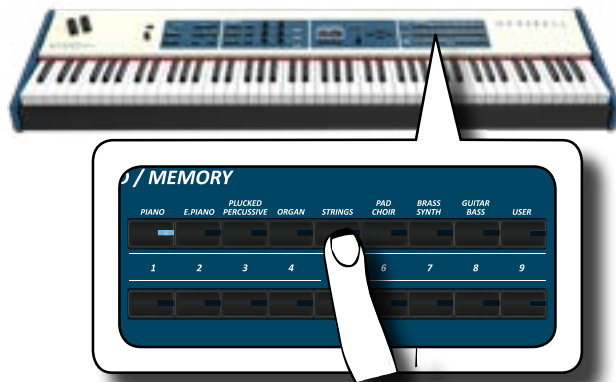 / MEMORY
PIANO E.PIANO PLUCKED PERCUSSIVE ORGAN STRINGS PAD CHOIR BRASS SYNTH GUITAR BASS USER
1 2 3 4 6 7 8 9